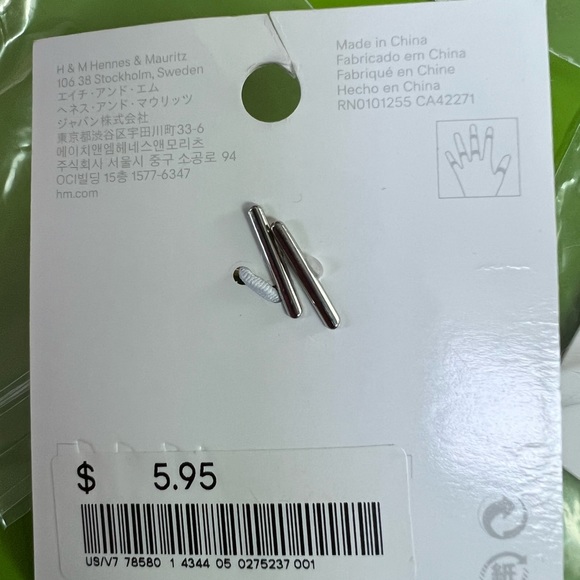 H & M Hennes & Mauritz
106 38 Stockholm, Sweden
エイチ・アンド・エム
ヘネス・アンド・マウリッツ
ジャパン株式会社
東京都渋谷区宇田川町33-6
에이치앤엠헤네스앤모리츠
주식회사 서울시 중구 소공로 94
OCI빌딩 15층 1577-6347
hm.com
Made in China
Fabricado em China
Fabriqué en Chine
Hecho en China
RN0101255 CA42271
$ 5.95
US/V7 78580 1 4344 05 0275237 001
紙